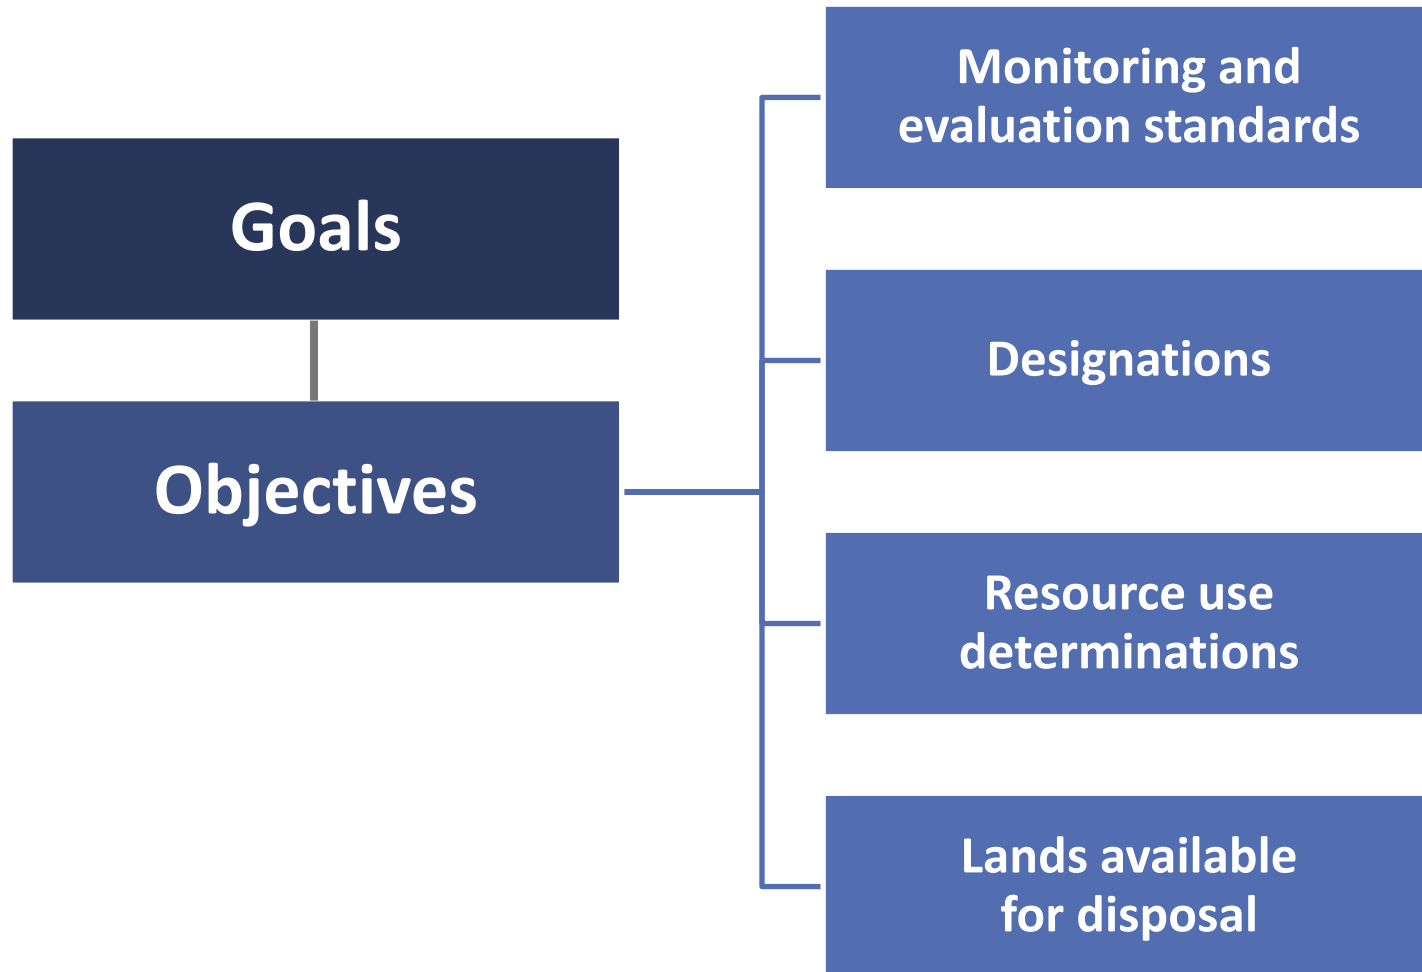 Goals
Objectives
Monitoring and
evaluation standards
Designations
Resource use
determinations
Lands available
for disposal